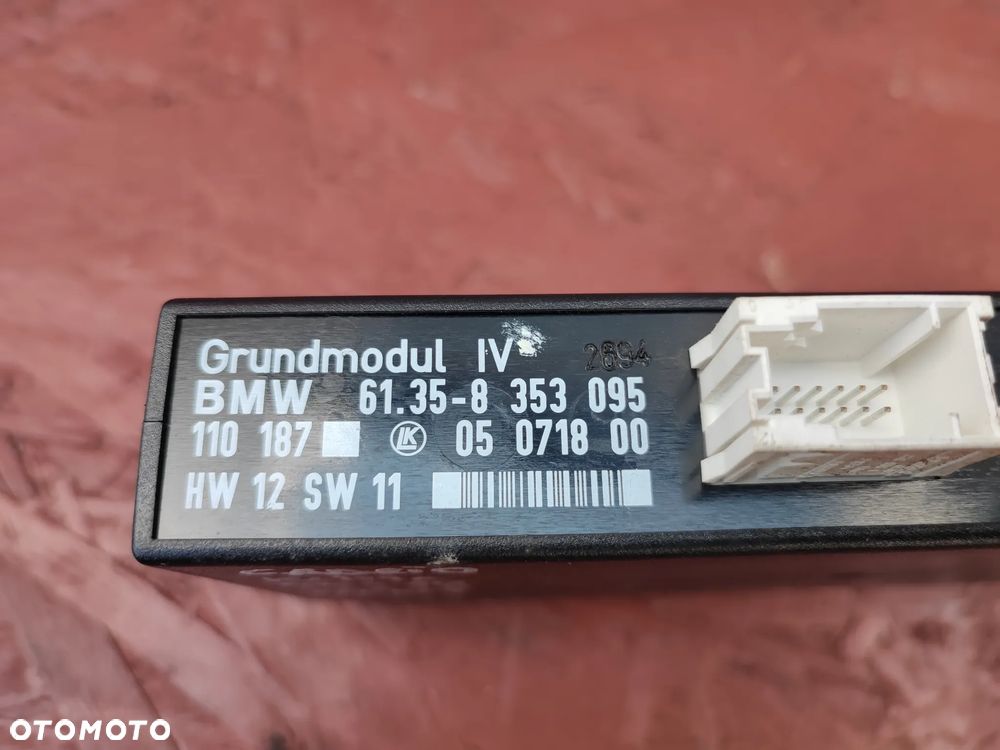 Grundmodul IV 2694
BMW 61.35-8 353 095
110 187 LK 05 0718 00
HW 12 SW 11
OTOMOTO